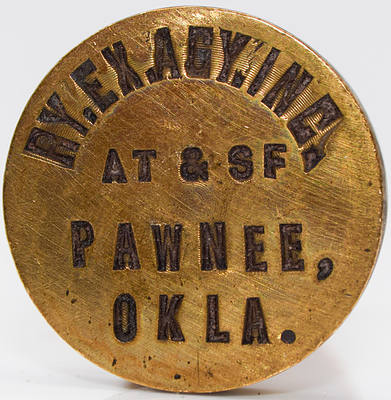 RY.EX.AGY.INC.
AT & SF
PAWNEE,
OKLA.